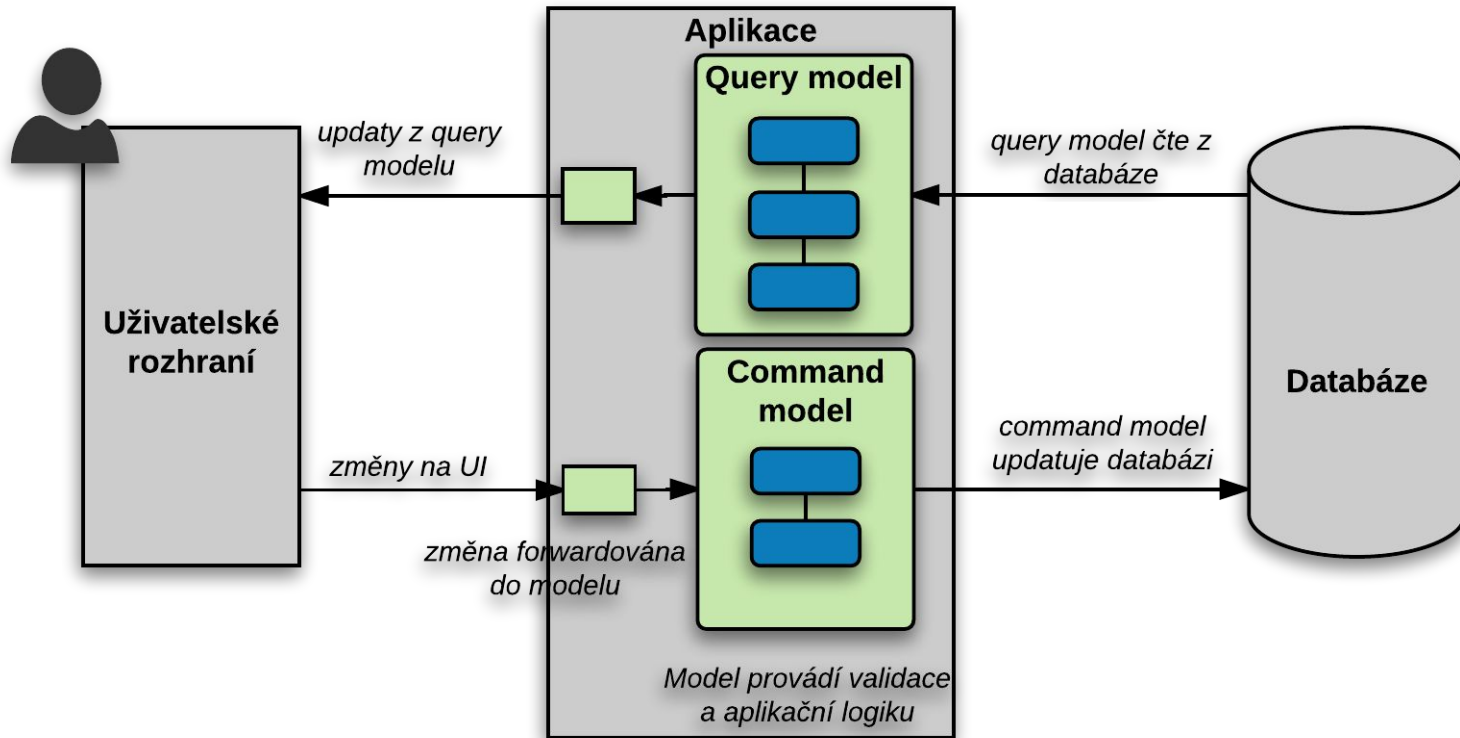 Aplikace
Query model
updaty z query
modelu
query model čte z
databáze
Uživatelské
rozhraní
Command
model
Databáze
command model
updatuje databázi
změny na UI
změna forwardována
do modelu
Model provádí validace
a aplikační logiku